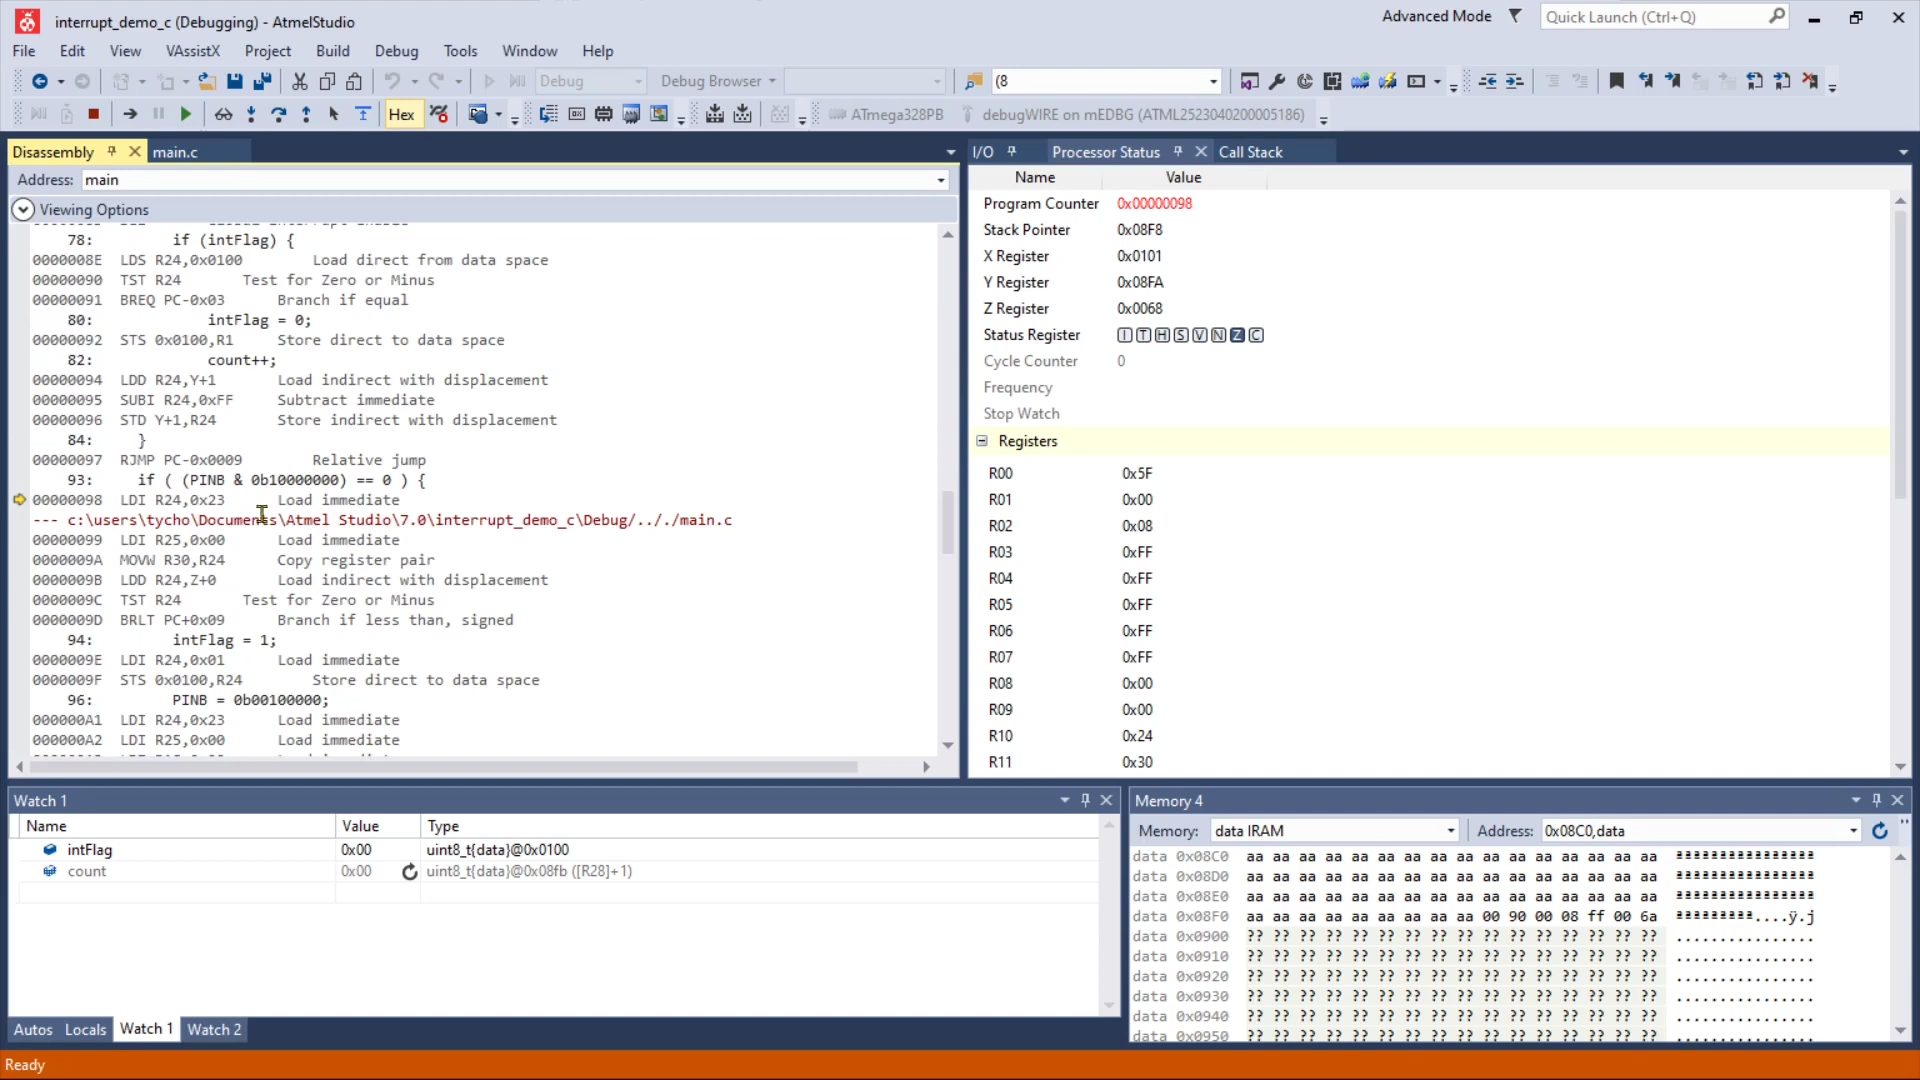 interrupt_demo_c (Debugging) - AtmelStudio
Advanced Mode
Quick Launch (Ctrl+Q)
File Edit View VAssistX Project Build Debug Tools Window Help
Debug Debug Browser (8
Hex ATmega328PB debugWIRE on mEDBG (ATML2523040200005186)
Disassembly main.c
Address: main
Viewing Options
78: if (intFlag) {
0000008E LDS R24,0x0100 Load direct from data space
00000090 TST R24 Test for Zero or Minus
00000091 BREQ PC-0x03 Branch if equal
80: intFlag = 0;
00000092 STS 0x0100,R1 Store direct to data space
82: count++;
00000094 LDD R24,Y+1 Load indirect with displacement
00000095 SUBI R24,0xFF Subtract immediate
00000096 STD Y+1,R24 Store indirect with displacement
84: }
00000097 RJMP PC-0x0009 Relative jump
93: if ( (PINB & 0b10000000) == 0 ) {
00000098 LDI R24,0x23 Load immediate
--- c:\users\tycho\Documents\Atmel Studio\7.0\interrupt_demo_c\Debug/.././main.c
00000099 LDI R25,0x00 Load immediate
0000009A MOVW R30,R24 Copy register pair
0000009B LDD R24,Z+0 Load indirect with displacement
0000009C TST R24 Test for Zero or Minus
0000009D BRLT PC+0x09 Branch if less than, signed
94: intFlag = 1;
0000009E LDI R24,0x01 Load immediate
0000009F STS 0x0100,R24 Store direct to data space
96: PINB = 0b00100000;
000000A1 LDI R24,0x23 Load immediate
000000A2 LDI R25,0x00 Load immediate
I/O Processor Status Call Stack
Name Value
Program Counter 0x00000098
Stack Pointer 0x08F8
X Register 0x0101
Y Register 0x08FA
Z Register 0x0068
Status Register I T H S V N Z C
Cycle Counter 0
Frequency
Stop Watch
Registers
R00 0x5F
R01 0x00
R02 0x08
R03 0xFF
R04 0xFF
R05 0xFF
R06 0xFF
R07 0xFF
R08 0x00
R09 0x00
R10 0x24
R11 0x30
Watch 1
Name Value Type
intFlag 0x00 uint8_t{data}@0x0100
count 0x00 uint8_t{data}@0x08fb ([R28]+1)
Autos Locals Watch 1 Watch 2
Memory 4
Memory: data IRAM Address: 0x08C0,data
data 0x08C0 aa aa aa aa aa aa aa aa aa aa aa aa aa aa aa aa ªªªªªªªªªªªªªªªª
data 0x08D0 aa aa aa aa aa aa aa aa aa aa aa aa aa aa aa aa ªªªªªªªªªªªªªªªª
data 0x08E0 aa aa aa aa aa aa aa aa aa aa aa aa aa aa aa aa ªªªªªªªªªªªªªªªª
data 0x08F0 aa aa aa aa aa aa aa aa aa 00 90 00 08 ff 00 6a ªªªªªªªªª....ÿ.j
data 0x0900 ?? ?? ?? ?? ?? ?? ?? ?? ?? ?? ?? ?? ?? ?? ?? ?? ................
data 0x0910 ?? ?? ?? ?? ?? ?? ?? ?? ?? ?? ?? ?? ?? ?? ?? ?? ................
data 0x0920 ?? ?? ?? ?? ?? ?? ?? ?? ?? ?? ?? ?? ?? ?? ?? ?? ................
data 0x0930 ?? ?? ?? ?? ?? ?? ?? ?? ?? ?? ?? ?? ?? ?? ?? ?? ................
data 0x0940 ?? ?? ?? ?? ?? ?? ?? ?? ?? ?? ?? ?? ?? ?? ?? ?? ................
data 0x0950 ?? ?? ?? ?? ?? ?? ?? ?? ?? ?? ?? ?? ?? ?? ?? ?? ................
Ready